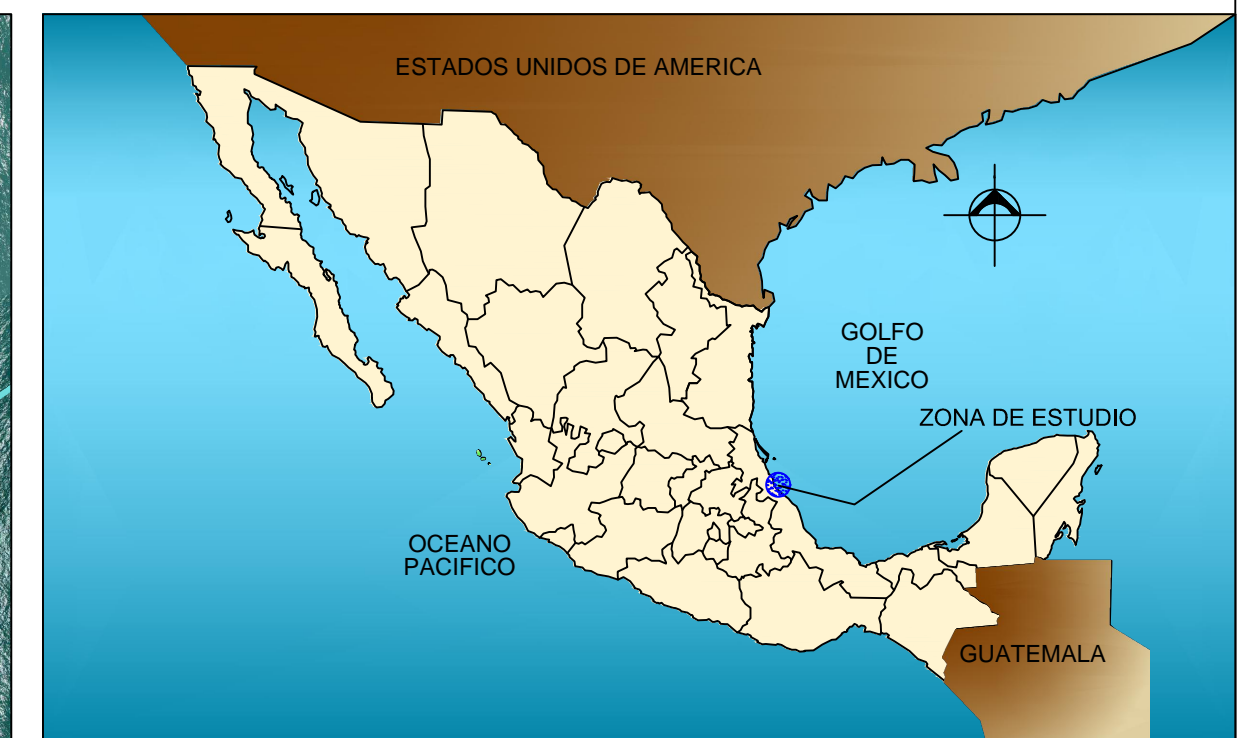 ESTADOS UNIDOS DE AMERICA
GOLFO
DE
MEXICO
ZONA DE ESTUDIO
OCEANO
PACIFICO
GUATEMALA